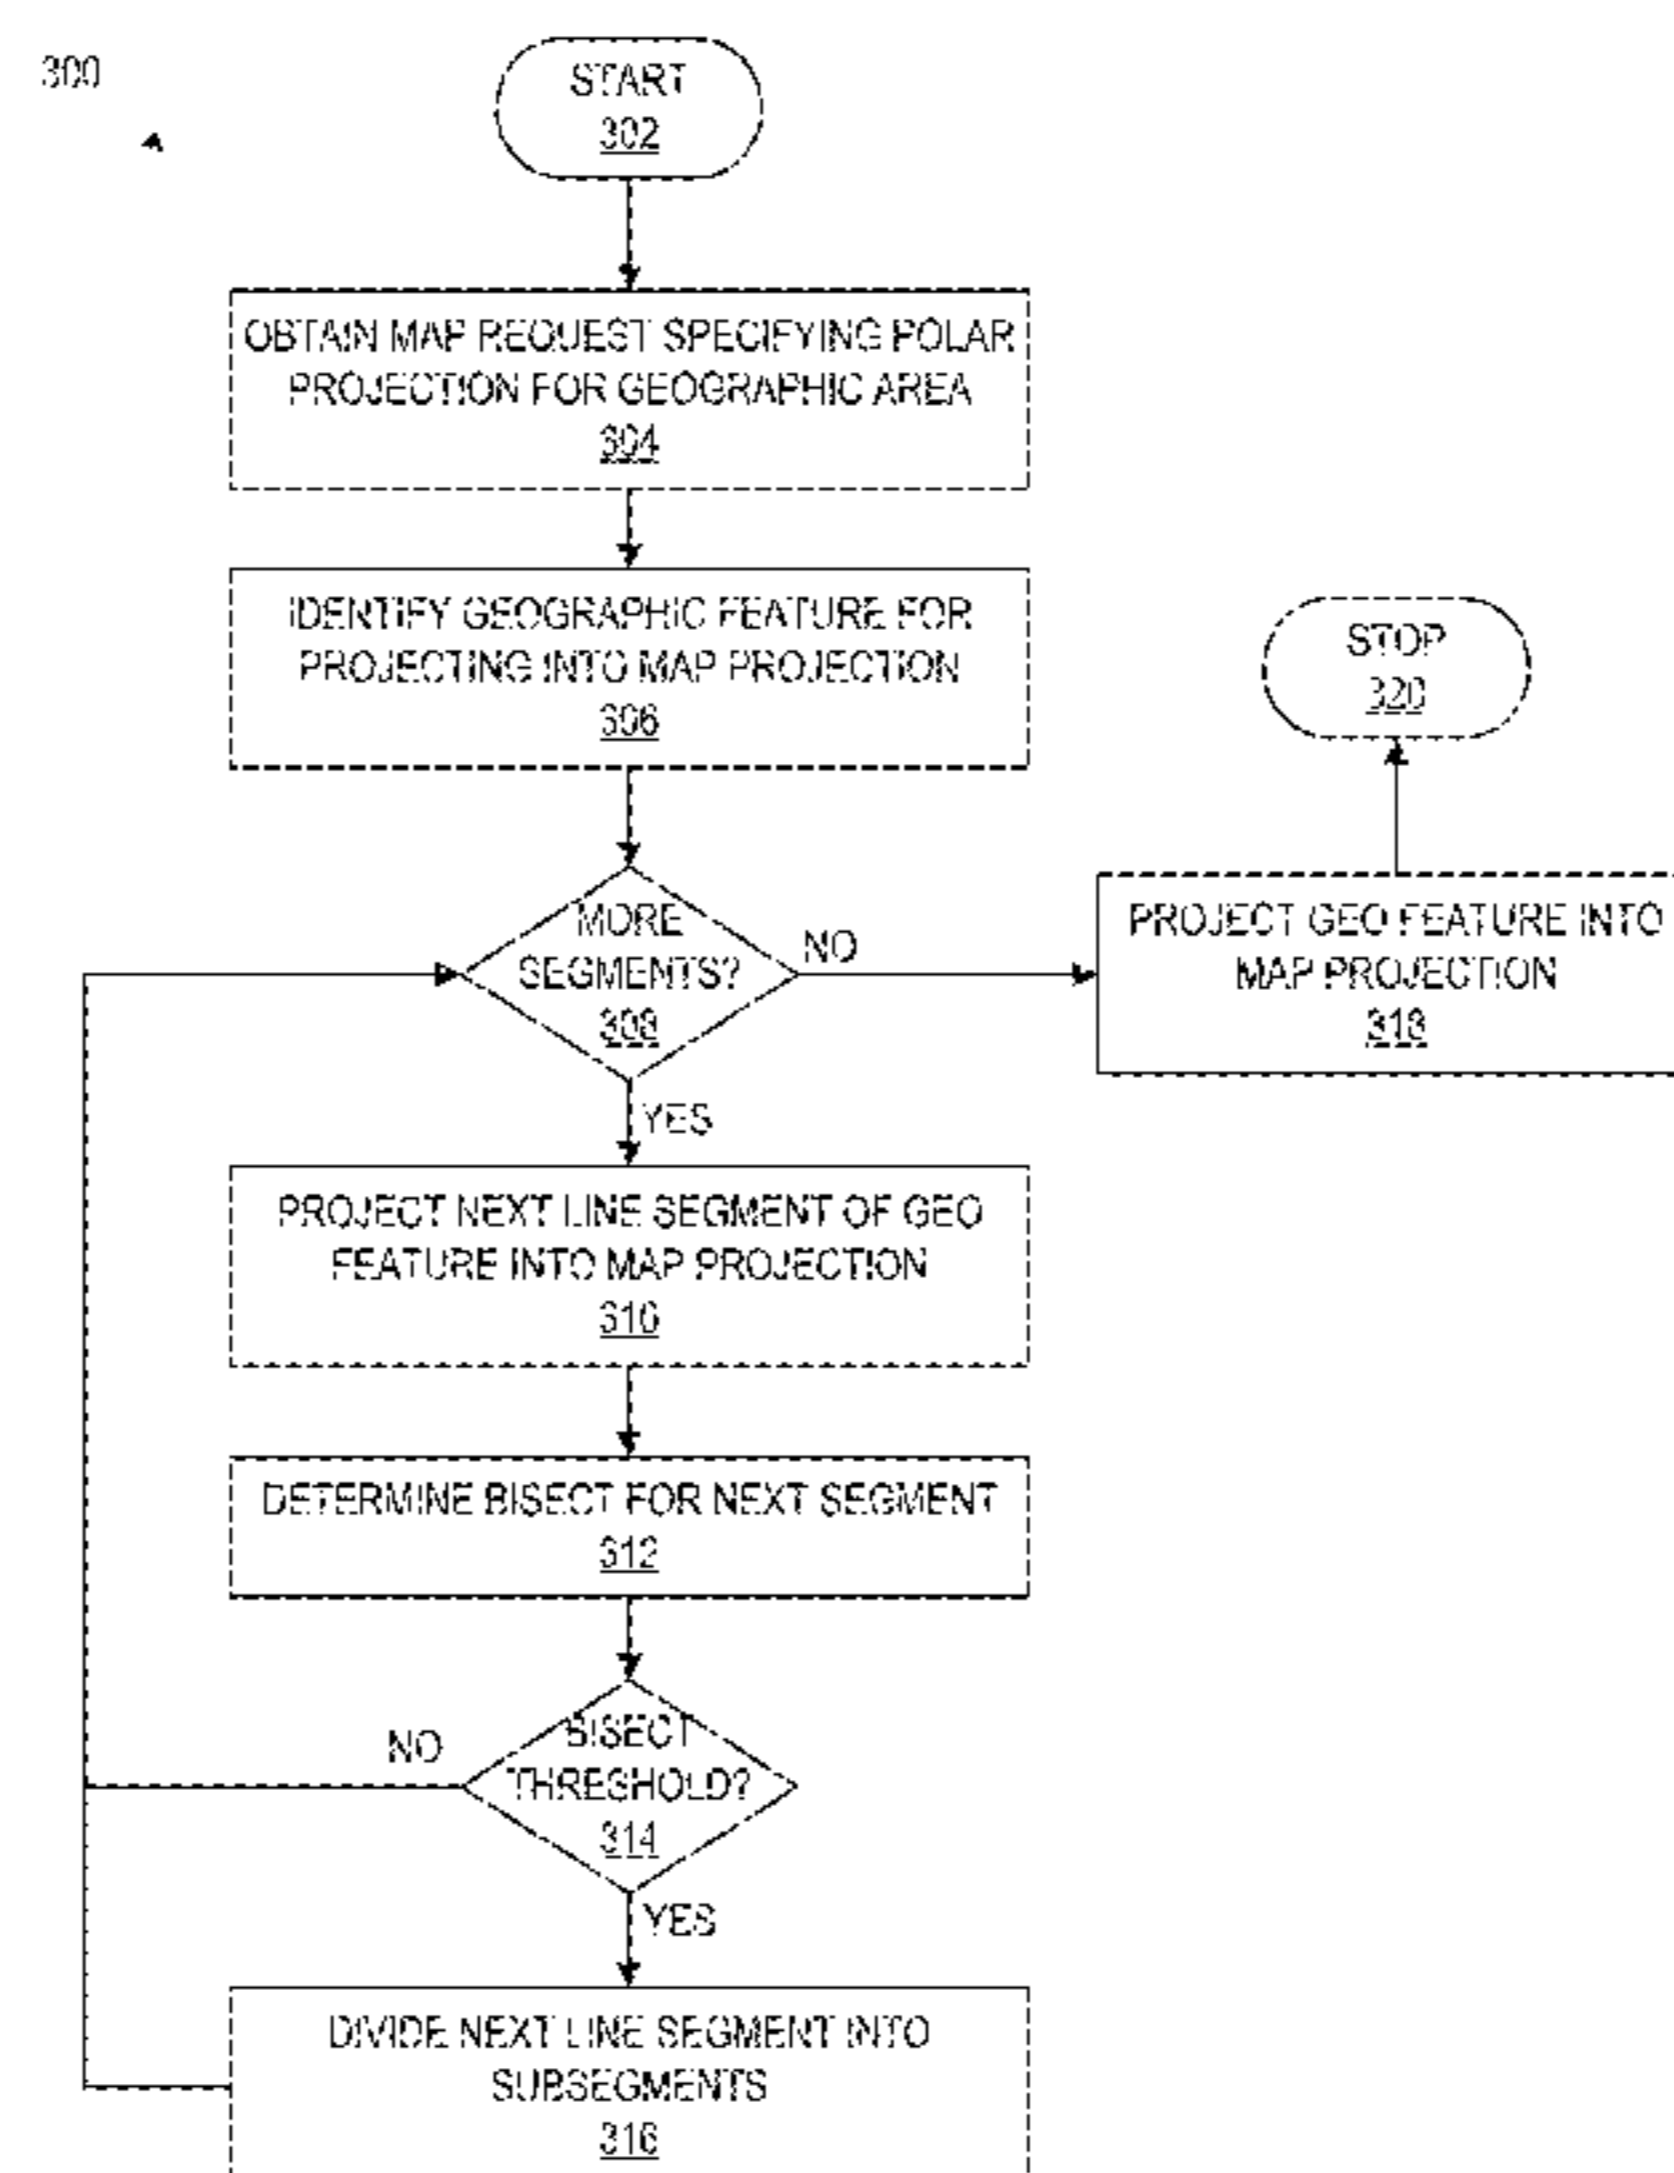 300
START
302
OBTAIN MAP REQUEST SPECIFYING POLAR
PROJECTION FOR GEOGRAPHIC AREA
304
IDENTIFY GEOGRAPHIC FEATURE FOR
PROJECTING INTO MAP PROJECTION
306
STOP
320
MORE
SEGMENTS?
308
NO
PROJECT GEO FEATURE INTO
MAP PROJECTION
318
YES
PROJECT NEXT LINE SEGMENT OF GEO
FEATURE INTO MAP PROJECTION
310
DETERMINE BISECT FOR NEXT SEGMENT
312
NO
BISECT
THRESHOLD?
314
YES
DIVIDE NEXT LINE SEGMENT INTO
SUBSEGMENTS
316